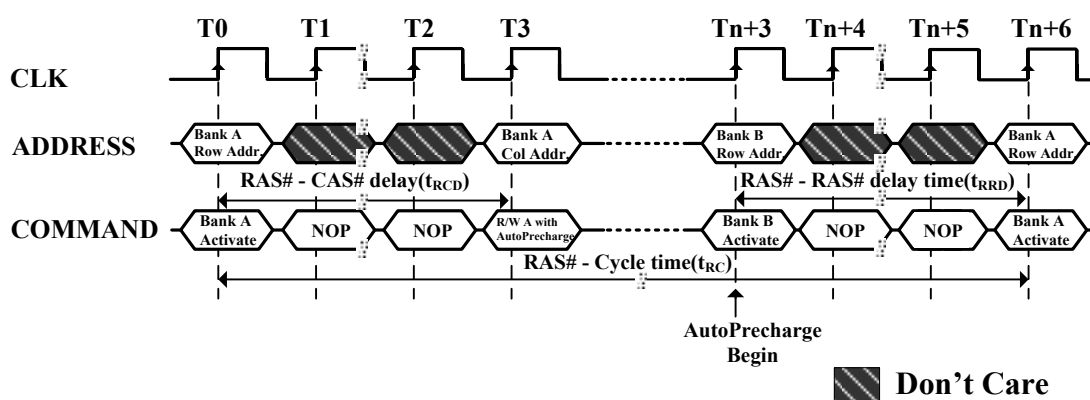 T0 T1 T2 T3 Tn+3 Tn+4 Tn+5 Tn+6
CLK
ADDRESS
Bank A
Row Addr.
Bank A
Col Addr.
Bank B
Row Addr.
Bank A
Row Addr.
RAS# - CAS# delay(tRCD)
RAS# - RAS# delay time(tRRD)
COMMAND
Bank A
Activate
NOP
NOP
R/W A with
AutoPrecharge
Bank B
Activate
NOP
NOP
Bank A
Activate
RAS# - Cycle time(tRC)
AutoPrecharge
Begin
Don't Care